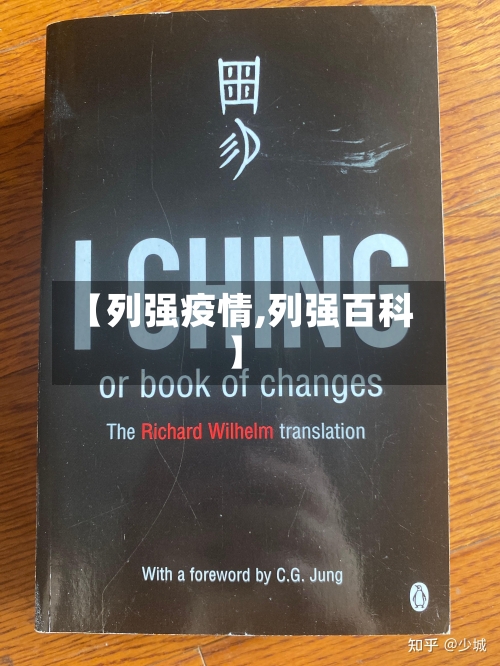 I CHING
【列强疫情,列强百科
】
or book of changes
The Richard Wilhelm translation
With a foreword by C.G. Jung
知乎 @少城